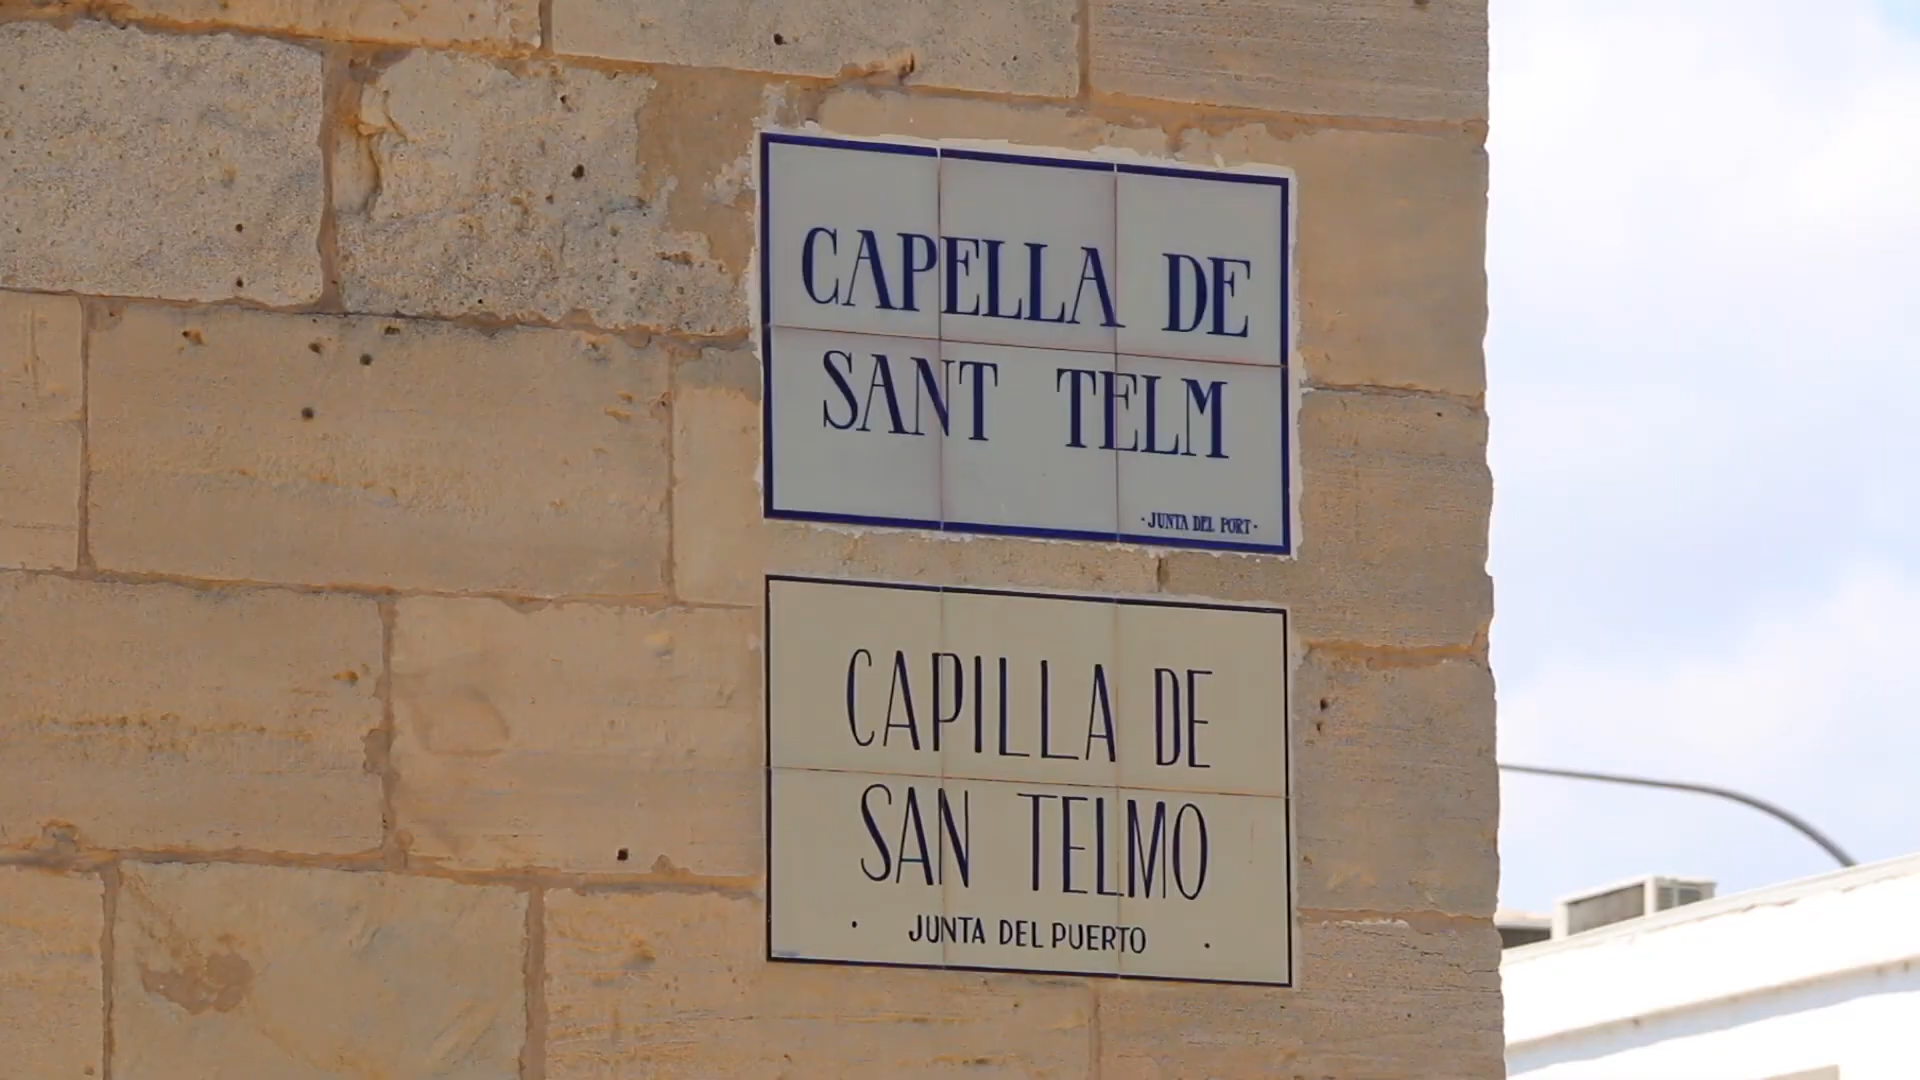 CAPELLA DE
SANT TELM
· JUNTA DEL PORT ·
CAPILLA DE
SAN TELMO
· JUNTA DEL PUERTO ·